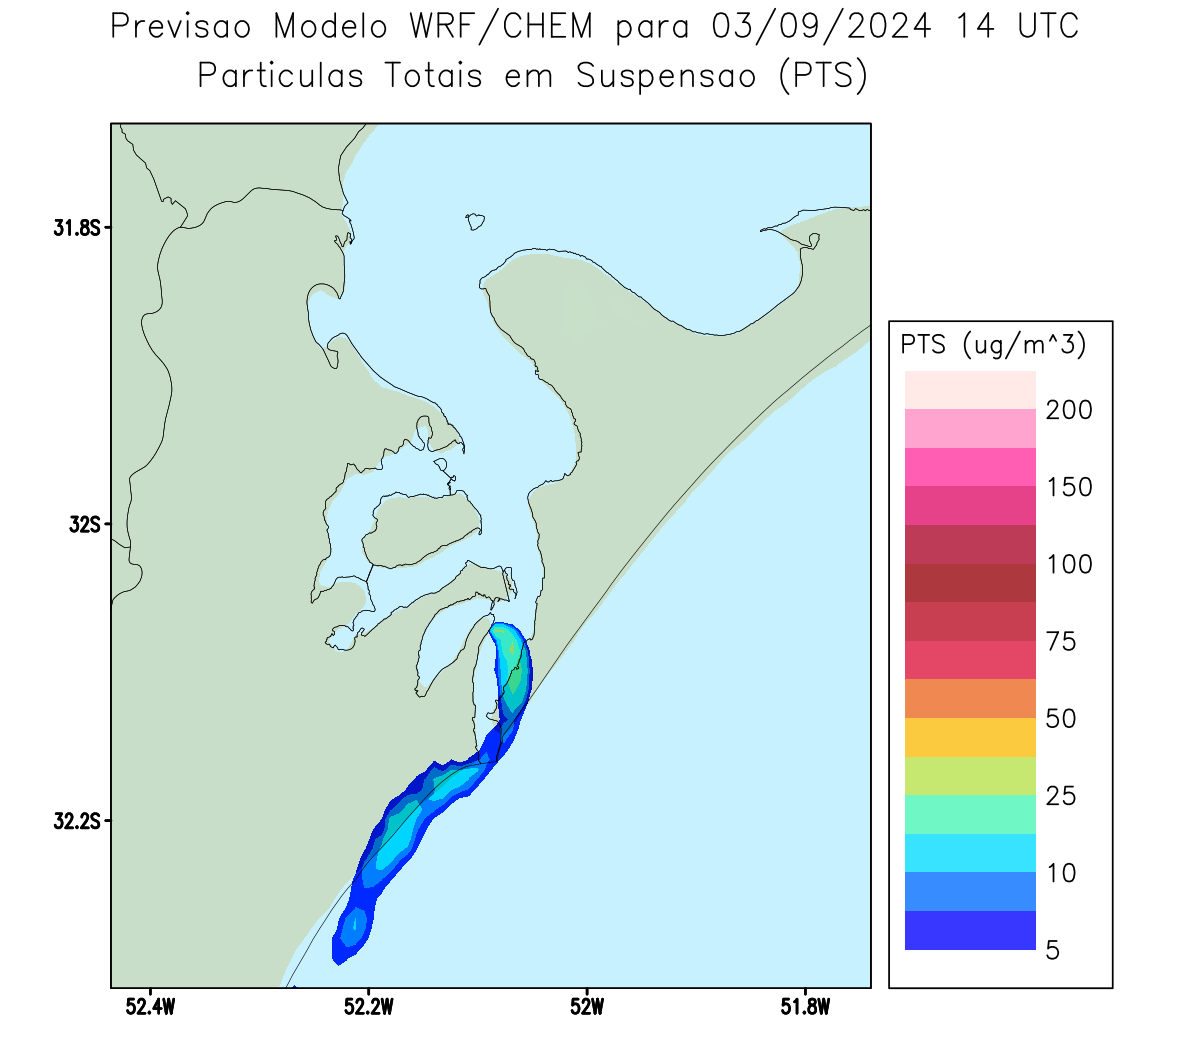 Previsao Modelo WRF/CHEM para 03/09/2024 14 UTC
Particulas Totais em Suspensao (PTS)
31.8S
32S
32.2S
52.4W
52.2W
52W
51.8W
PTS (ug/m^3)
200
150
100
75
50
25
10
5